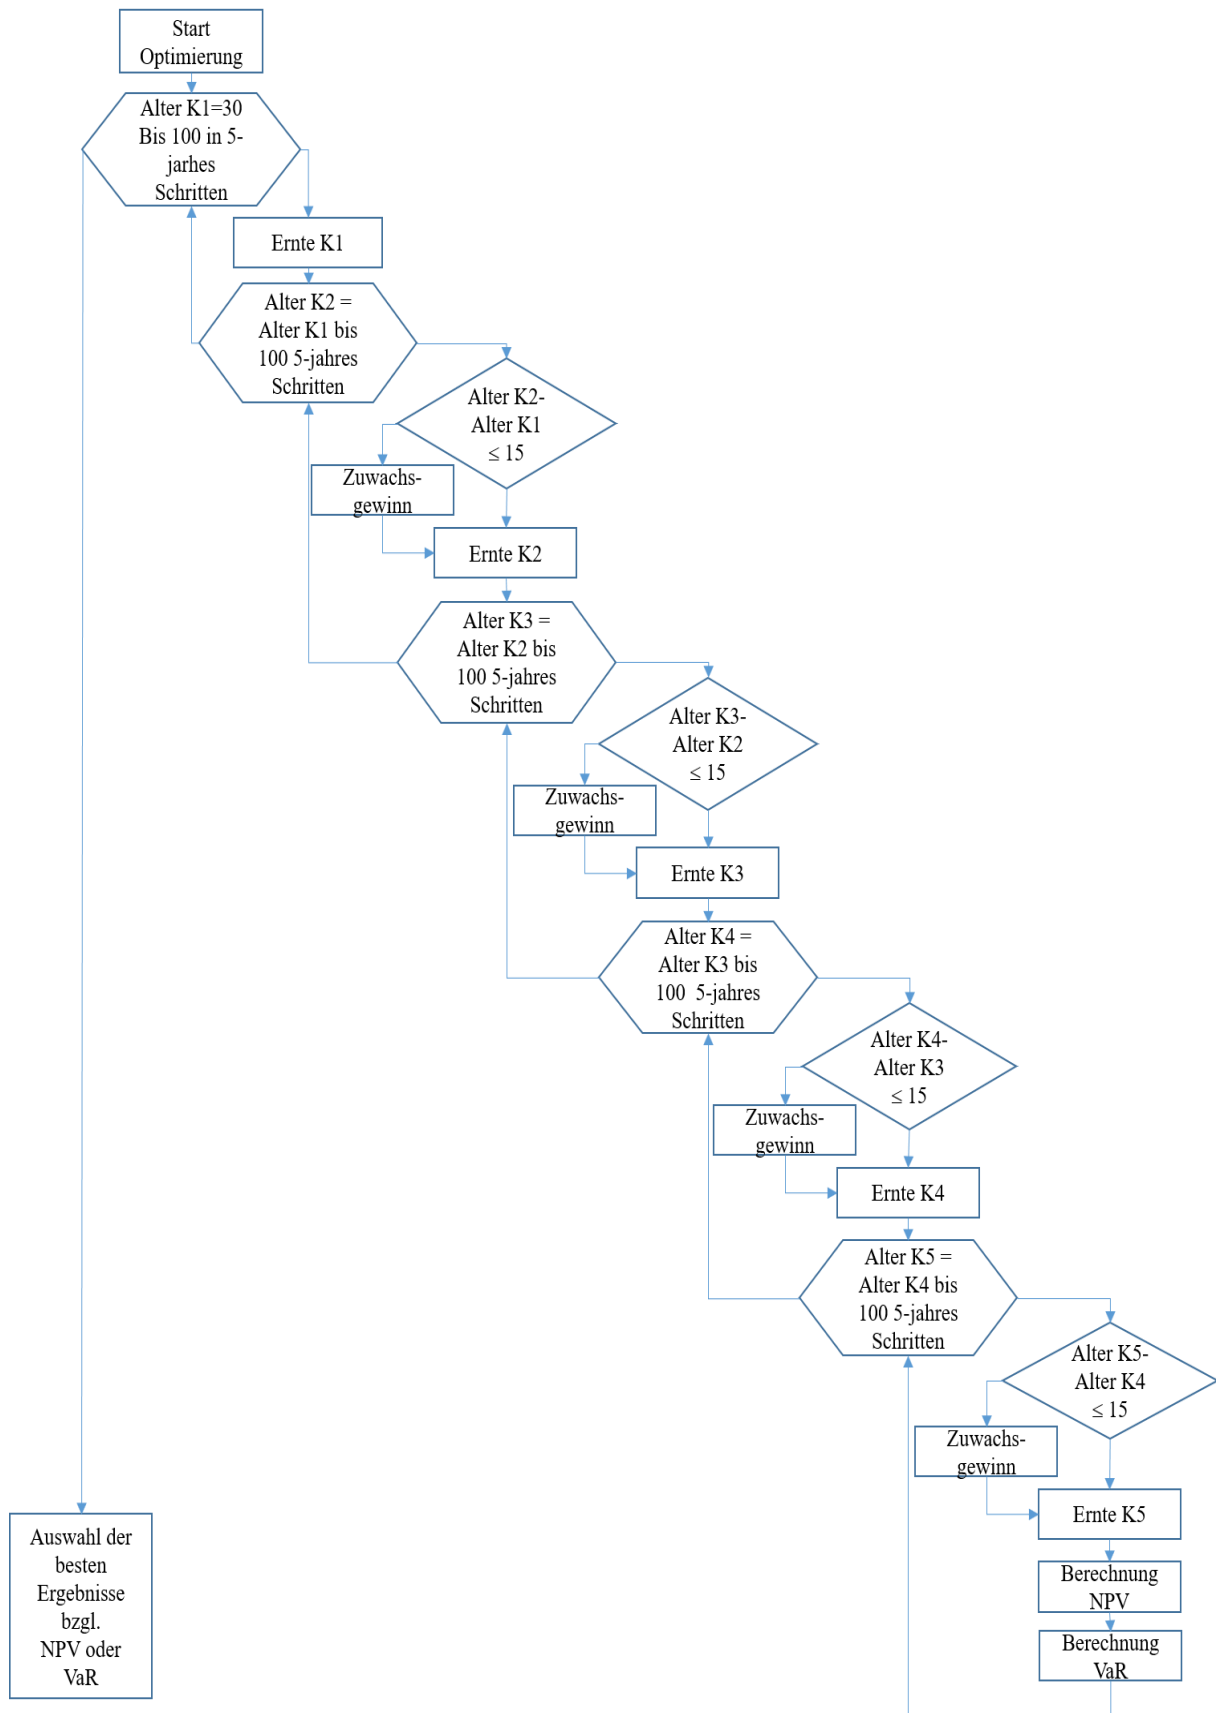 Start
Optimierung
Alter K1=30
Bis 100 in 5-
jarhes
Schritten
Ernte K1
Alter K2 =
Alter K1 bis
100 5-jahres
Schritten
Alter K2-
Alter K1
≤ 15
Zuwachs-
gewinn
Ernte K2
Alter K3 =
Alter K2 bis
100 5-jahres
Schritten
Alter K3-
Alter K2
≤ 15
Zuwachs-
gewinn
Ernte K3
Alter K4 =
Alter K3 bis
100  5-jahres
Schritten
Alter K4-
Alter K3
≤ 15
Zuwachs-
gewinn
Ernte K4
Alter K5 =
Alter K4 bis
100 5-jahres
Schritten
Alter K5-
Alter K4
≤ 15
Zuwachs-
gewinn
Ernte K5
Berechnung
NPV
Berechnung
VaR
Auswahl der
besten
Ergebnisse
bzgl.
NPV oder
VaR